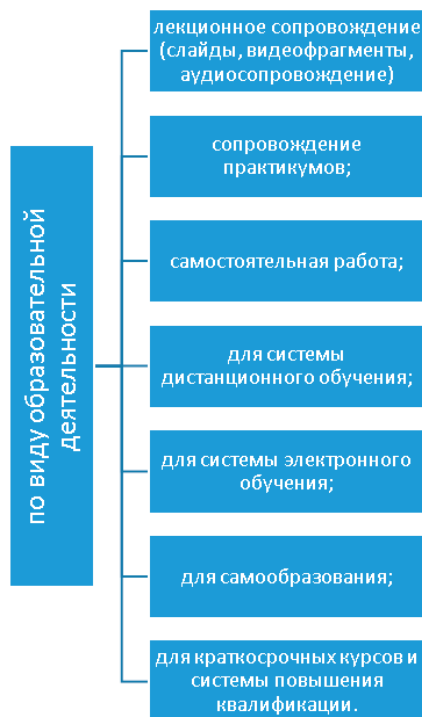 по виду образовательной
деятельности
лекционное сопровождение
(слайды, видеофрагменты,
аудиосопровождение)
сопровождение
практикумов;
самостоятельная работа;
для системы
дистанционного обучения;
для системы электронного
обучения;
для самообразования;
для краткосрочных курсов и
системы повышения
квалификации.